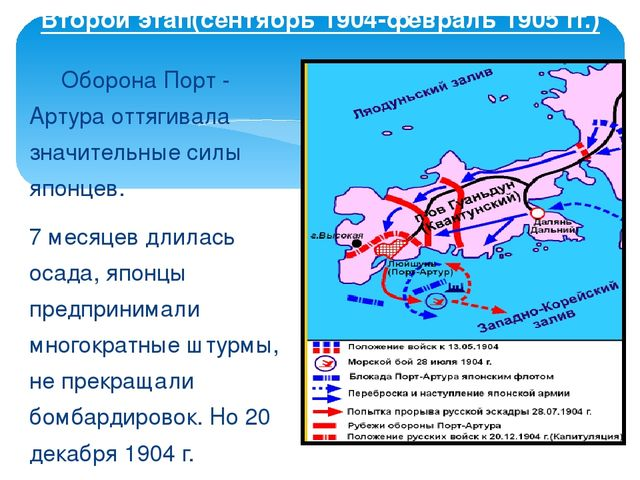 Второй этап(сентябрь 1904-февраль 1905 гг.)
Оборона Порт -
Артура оттягивала
значительные силы
японцев.
7 месяцев длилась
осада, японцы
предпринимали
многократные штурмы,
не прекращали
бомбардировок. Но 20
декабря 1904 г.
Ляодуньский залив
п-ов Гуаньдун
(Квантунский)
Далянь
Дальний
г.Высокая
Люйшунь
(Порт-Артур)
Западно-Корейский
залив
Положение войск к 13.05.1904
Морской бой 28 июля 1904 г.
Блокада Порт-Артура японским флотом
Переброска и наступление японской армии
Попытка прорыва русской эскадры 28.07.1904 г.
Рубежи обороны Порт-Артура
Положение русских войск к 20.12.1904 г.(Капитуляция)